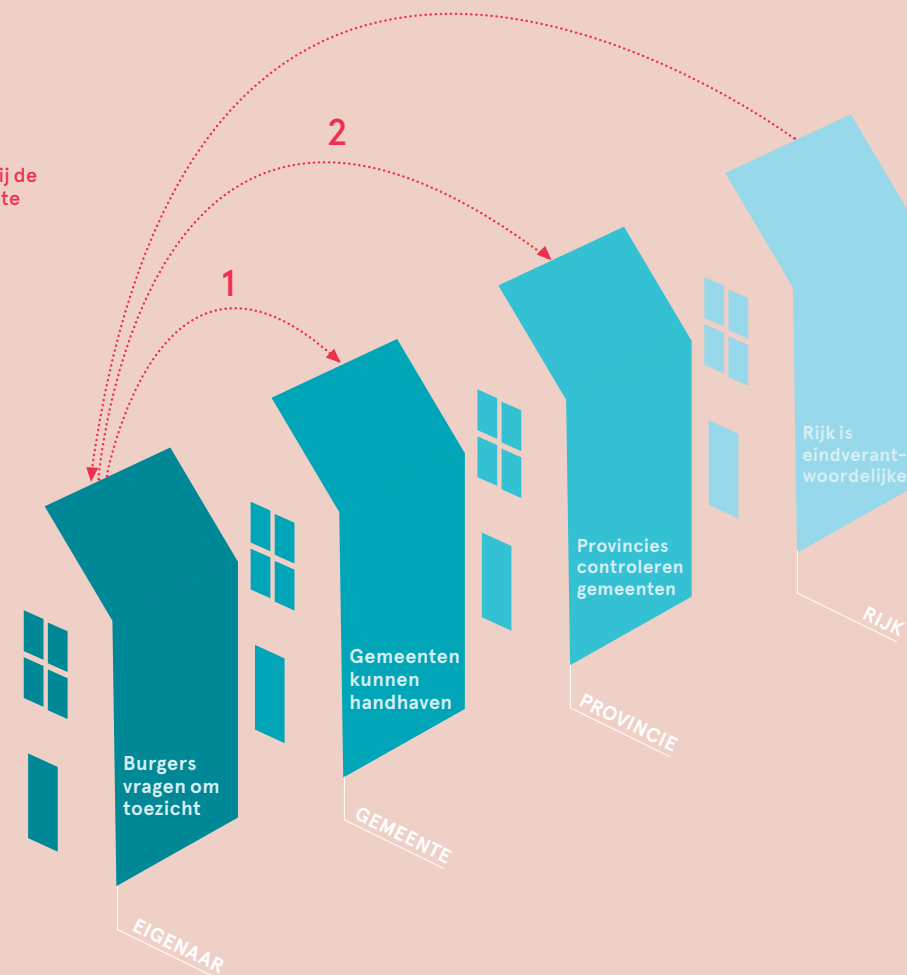 2
ij de
te
1
Rijk is
eindverant-
woordelijke
Provincies
controleren
gemeenten
RIJK
Gemeenten
kunnen
handhaven
PROVINCIE
Burgers
vragen om
toezicht
GEMEENTE
EIGENAAR